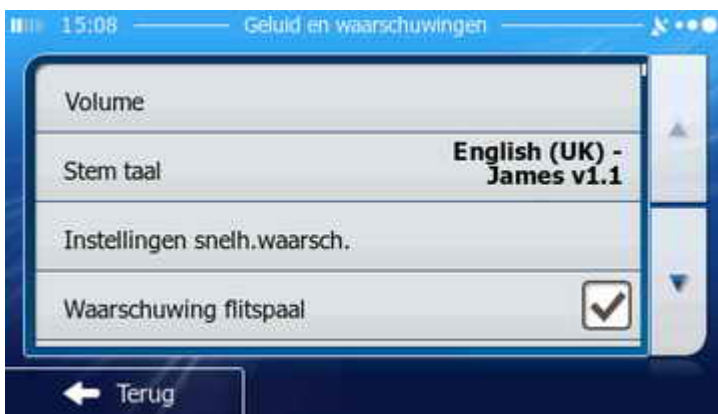 15:08 Geluid en waarschuwingen
Volume
Stem taal
English (UK) -
James v1.1
Instellingen snelh.waarsch.
Waarschuwing flitspaal
Terug